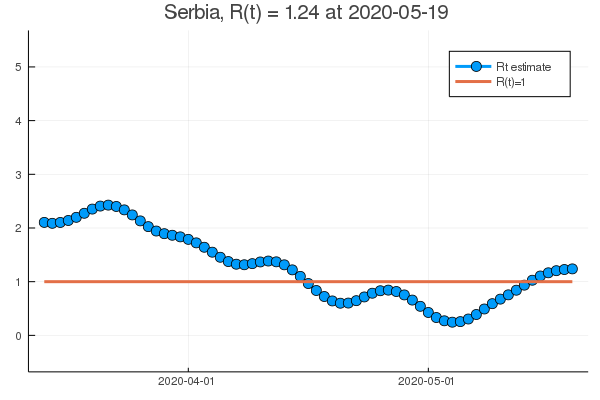 Serbia, R(t) = 1.24 at 2020-05-19
5
4
3
2
1
0
Rt estimate
R(t)=1
2020-04-01
2020-05-01